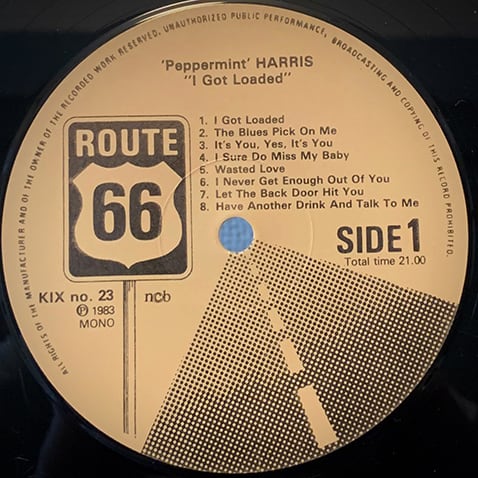 ALL RIGHTS OF THE MANUFACTURER AND OF THE OWNER OF THE RECORDED WORK RESERVED. UNAUTHORIZED PUBLIC PERFORMANCE, BROADCASTING AND COPYING OF THIS RECORD PROHIBITED.
'Peppermint' HARRIS
"I Got Loaded"
1. I Got Loaded
2. The Blues Pick On Me
3. It's You, Yes, It's You
4. I Sure Do Miss My Baby
5. Wasted Love
6. I Never Get Enough Out Of You
7. Let The Back Door Hit You
8. Have Another Drink And Talk To Me
ROUTE
66
SIDE 1
Total time 21.00
KIX no. 23 ncb
℗ 1983
MONO